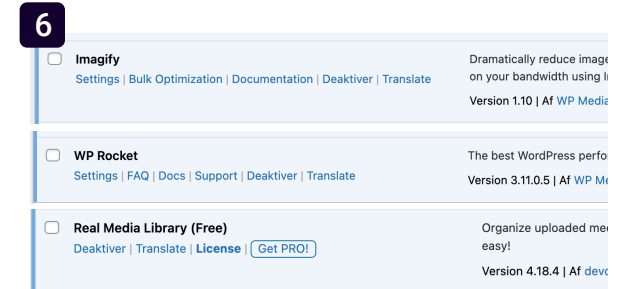 6
Imagify
Settings | Bulk Optimization | Documentation | Deaktiver | Translate
Dramatically reduce image
on your bandwidth using
Version 1.10 | Af WP Media
WP Rocket
Settings | FAQ | Docs | Support | Deaktiver | Translate
The best WordPress perfo
Version 3.11.0.5 | Af WP Me
Real Media Library (Free)
Deaktiver | Translate | License | Get PRO!
Organize uploaded me
easy!
Version 4.18.4 | Af devo